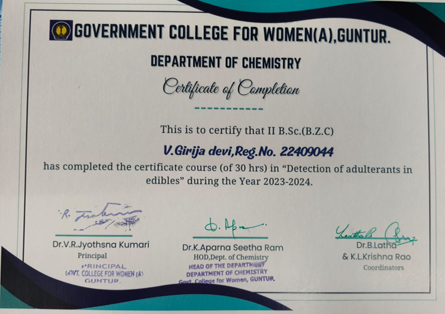 GOVERNMENT COLLEGE FOR WOMEN(A),GUNTUR.
DEPARTMENT OF CHEMISTRY
Certificate of Completion
This is to certify that II B.Sc.(B.Z.C)
V.Girija devi,Reg.No. 22409044
has completed the certificate course (of 30 hrs) in "Detection of adulterants in
edibles" during the Year 2023-2024.
Dr.V.R.Jyothsna Kumari
Principal
PRINCIPAL
GOVT. COLLEGE FOR WOMEN (A)
GUNTUR.
Dr.K.Aparna Seetha Ram
HOD,Dept. of Chemistry
HEAD OF THE DEPARTMENT
DEPARTMENT OF CHEMISTRY
Govt. College for Women, GUNTUR.
Dr.B.Latha
& K.L.Krishna Rao
Coordinators